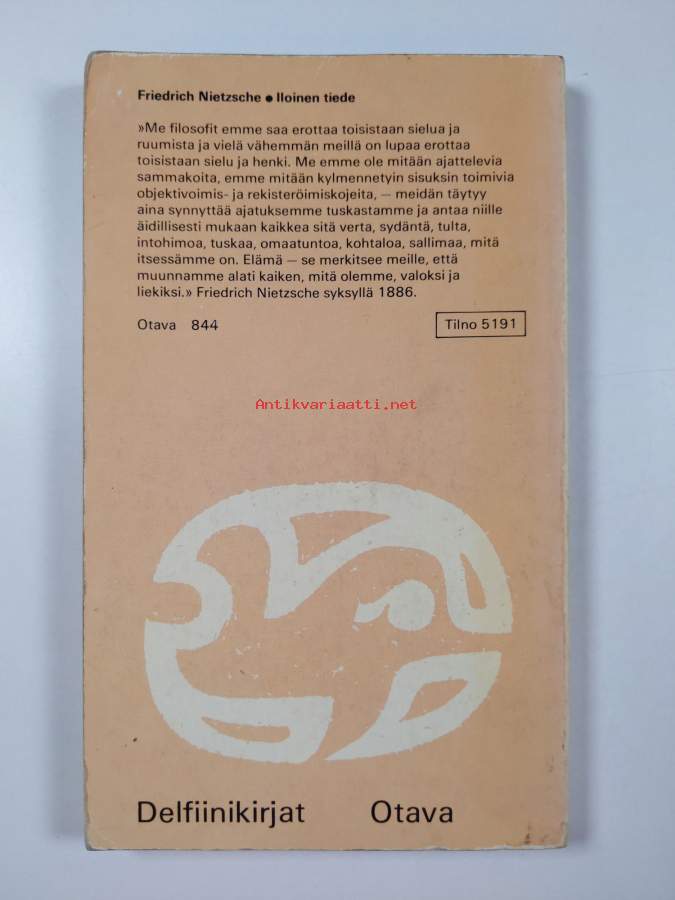 Friedrich Nietzsche ● Iloinen tiede
»Me filosofit emme saa erottaa toisistaan sielua ja
ruumista ja vielä vähemmän meillä on lupaa erottaa
toisistaan sielu ja henki. Me emme ole mitään ajattelevia
sammakoita, emme mitään kylmennetyin sisuksin toimivia
objektivoimis- ja rekisteröimiskojeita, — meidän täytyy
aina synnyttää ajatuksemme tuskastamme ja antaa niille
äidillisesti mukaan kaikkea sitä verta, sydäntä, tulta,
intohimoa, tuskaa, omaatuntoa, kohtaloa, sallimaa, mitä
itsessämme on. Elämä — se merkitsee meille, että
muunnamme alati kaiken, mitä olemme, valoksi ja
liekiksi.» Friedrich Nietzsche syksyllä 1886.
Otava 844
Tilno 5191
Antikvariaatti.net
Delfiinikirjat Otava